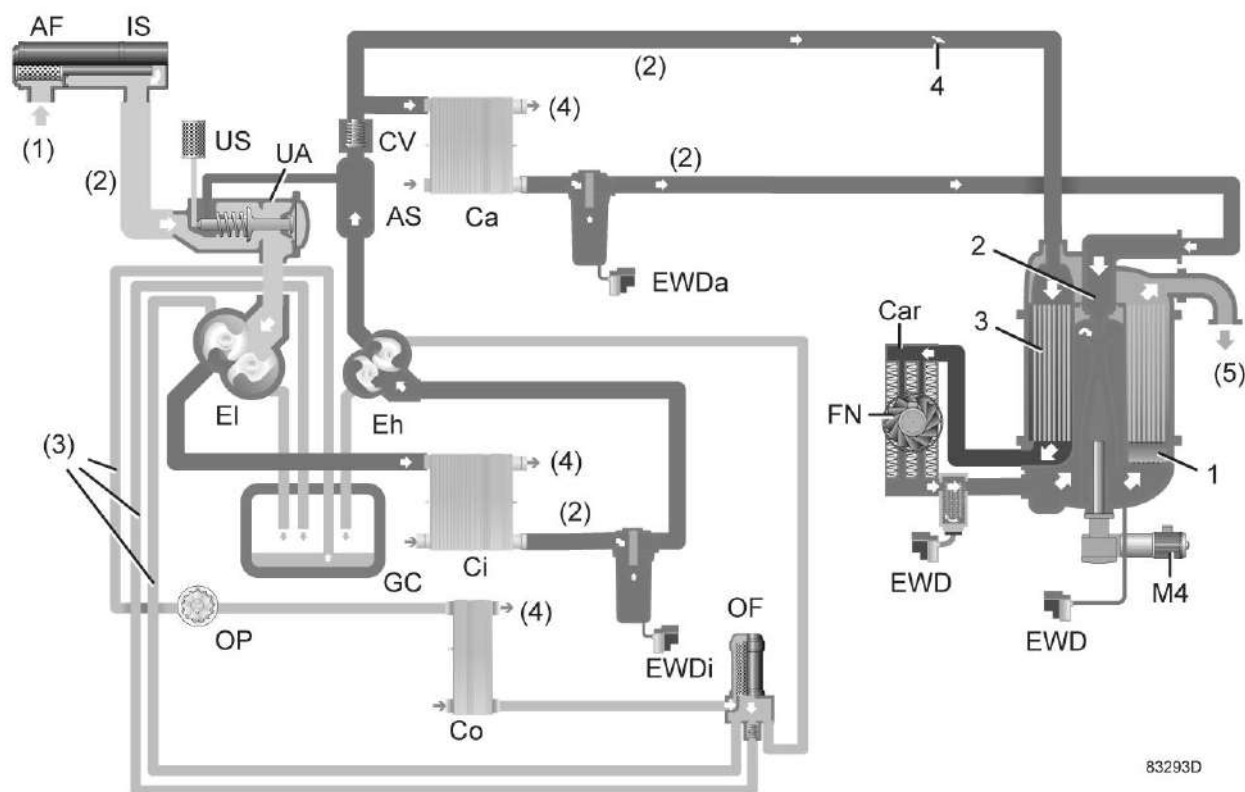 AF IS
(2)
4
(4)
US
CV
(1)
UA
(2)
(2)
AS
Ca
3
2
EWDa
Car
(5)
El
Eh
FN
(3)
(4)
1
(2)
GC
Ci
EWD
M4
OF
(4)
OP
EWD
EWDi
Co
83293D